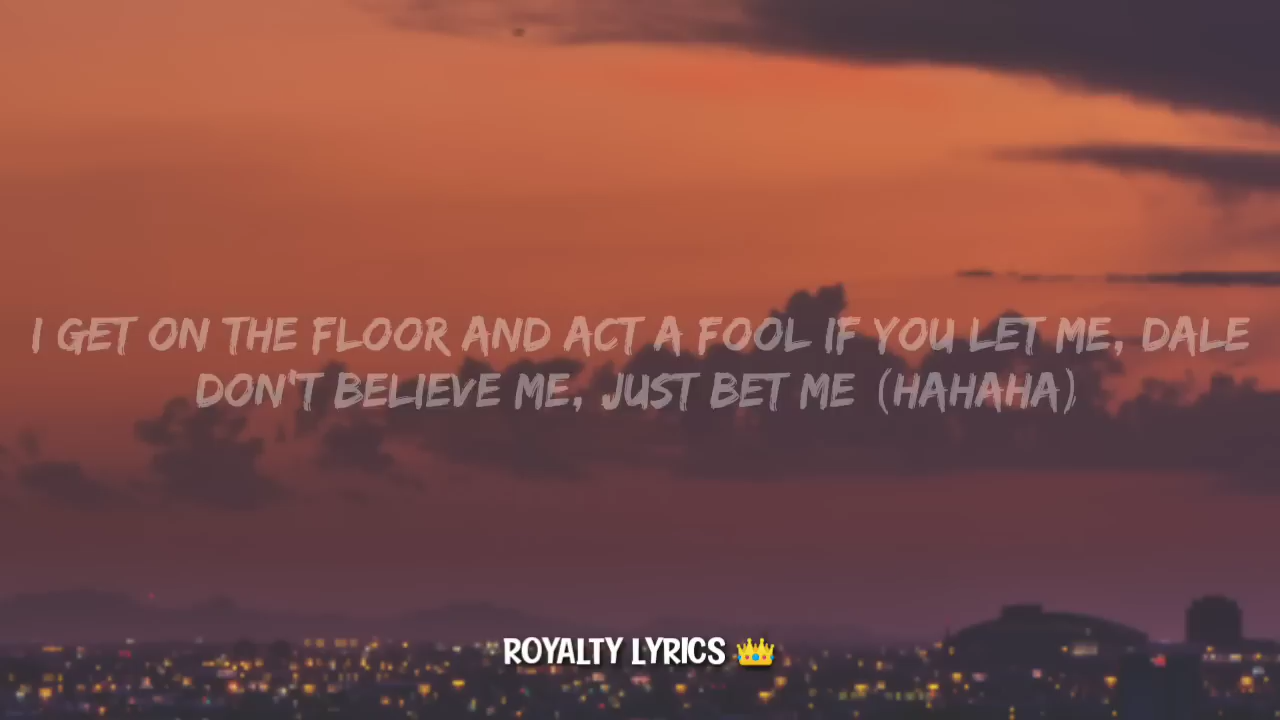 I GET ON THE FLOOR AND ACT A FOOL IF YOU LET ME, DALE
DON'T BELIEVE ME, JUST BET ME (HAHAHA)
ROYALTY LYRICS 👑